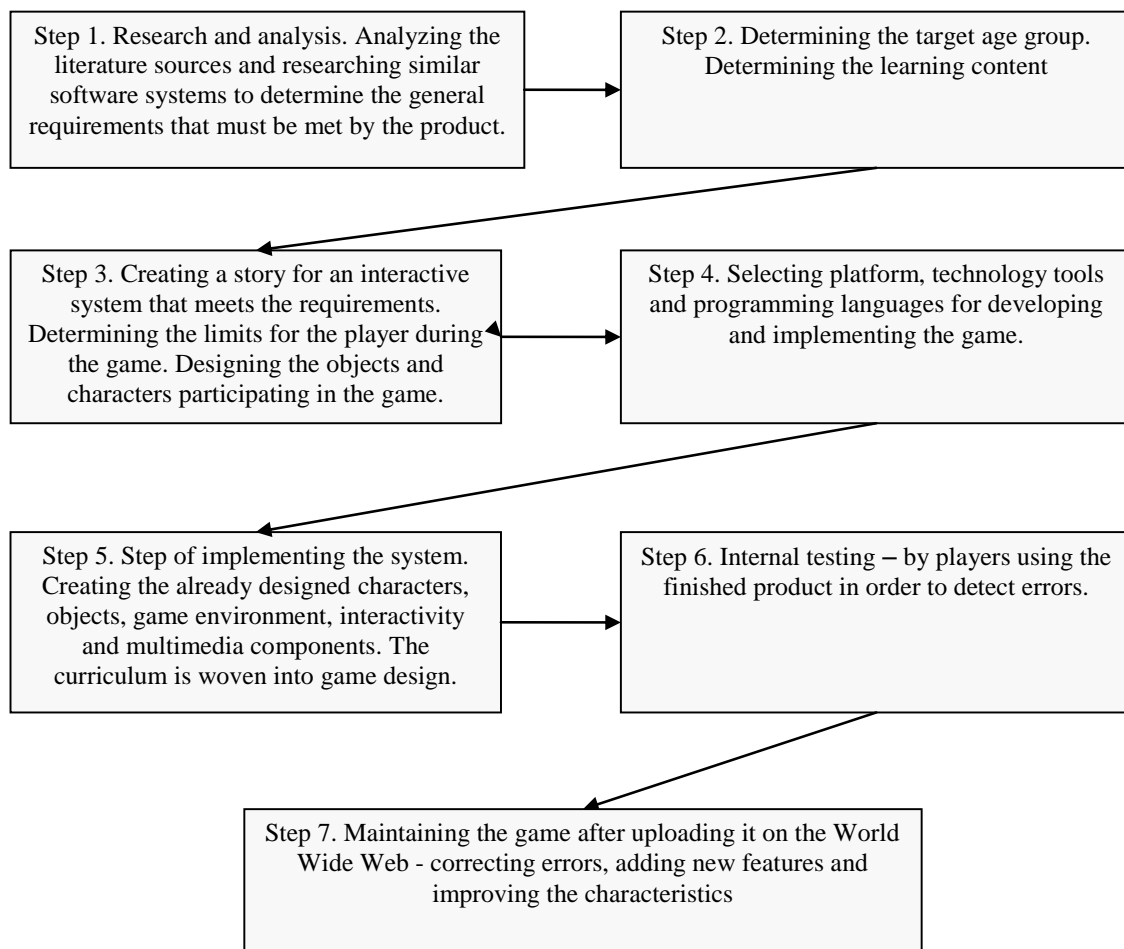 Step 1. Research and analysis. Analyzing the
literature sources and researching similar
software systems to determine the general
requirements that must be met by the product.
Step 2. Determining the target age group.
Determining the learning content
Step 3. Creating a story for an interactive
system that meets the requirements.
Determining the limits for the player during
the game. Designing the objects and
characters participating in the game.
Step 4. Selecting platform, technology tools
and programming languages for developing
and implementing the game.
Step 5. Step of implementing the system.
Creating the already designed characters,
objects, game environment, interactivity
and multimedia components. The
curriculum is woven into game design.
Step 6. Internal testing – by players using the
finished product in order to detect errors.
Step 7. Maintaining the game after uploading it on the World
Wide Web - correcting errors, adding new features and
improving the characteristics